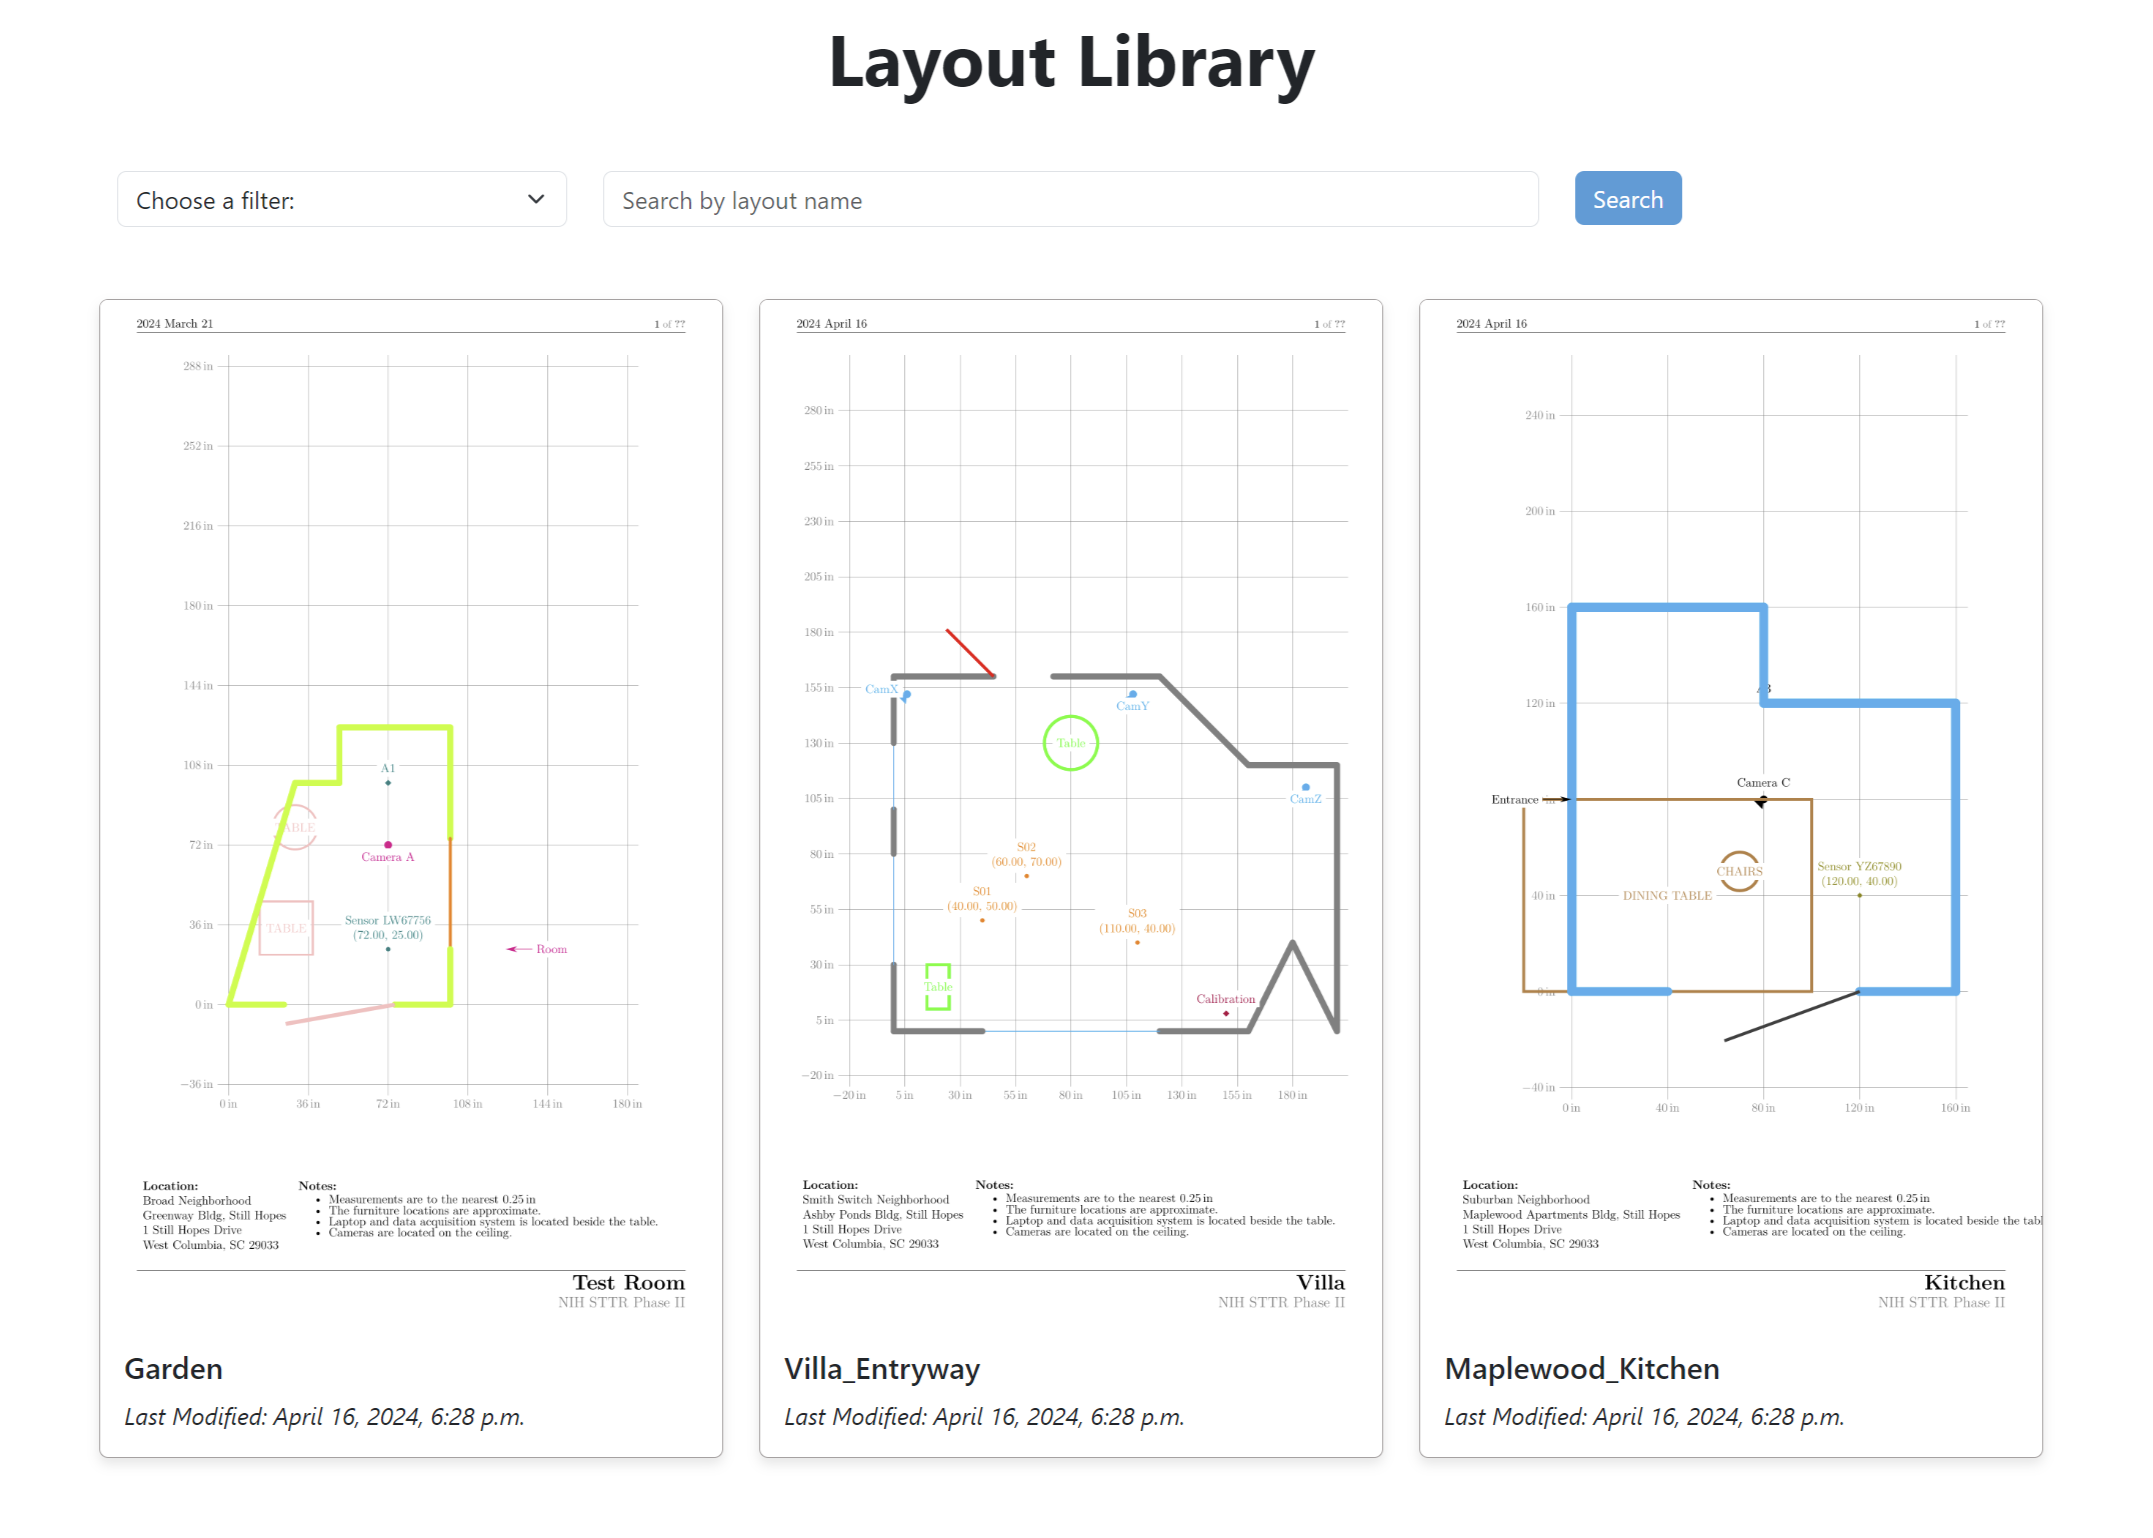 Layout Library
Choose a filter:
Search by layout name
Search
2024 March 21
1 of ??
288 in
252 in
216 in
180 in
144 in
108 in
72 in
36 in
0 in
−36 in
0 in
36 in
72 in
108 in
144 in
180 in
A1
TABLE
Camera A
TABLE
Sensor LW67756
(72.00, 25.00)
Room
Location:
Broad Neighborhood
Greenway Bldg, Still Hopes
1 Still Hopes Drive
West Columbia, SC 29033
Notes:
• Measurements are to the nearest 0.25 in
• The furniture locations are approximate.
• Laptop and data acquisition system is located beside the table.
• Cameras are located on the ceiling.
Test Room
NIH STTR Phase II
Garden
Last Modified: April 16, 2024, 6:28 p.m.
2024 April 16
1 of ??
280 in
255 in
230 in
205 in
180 in
155 in
130 in
105 in
80 in
55 in
30 in
5 in
−20 in
−20 in
5 in
30 in
55 in
80 in
105 in
130 in
155 in
180 in
CamX
CamY
Table
CamZ
S02
(60.00, 70.00)
S01
(40.00, 50.00)
S03
(110.00, 40.00)
Table
Calibration
Location:
Smith Switch Neighborhood
Ashby Ponds Bldg, Still Hopes
1 Still Hopes Drive
West Columbia, SC 29033
Notes:
• Measurements are to the nearest 0.25 in
• The furniture locations are approximate.
• Laptop and data acquisition system is located beside the table.
• Cameras are located on the ceiling.
Villa
NIH STTR Phase II
Villa_Entryway
Last Modified: April 16, 2024, 6:28 p.m.
2024 April 16
1 of ??
240 in
200 in
160 in
120 in
in
40 in
0 in
−40 in
0 in
40 in
80 in
120 in
160 in
Camera C
Entrance
CHAIRS
DINING TABLE
Sensor YZ67890
(120.00, 40.00)
Location:
Suburban Neighborhood
Maplewood Apartments Bldg, Still Hopes
1 Still Hopes Drive
West Columbia, SC 29033
Notes:
• Measurements are to the nearest 0.25 in
• The furniture locations are approximate.
• Laptop and data acquisition system is located beside the tabl
• Cameras are located on the ceiling.
Kitchen
NIH STTR Phase II
Maplewood_Kitchen
Last Modified: April 16, 2024, 6:28 p.m.